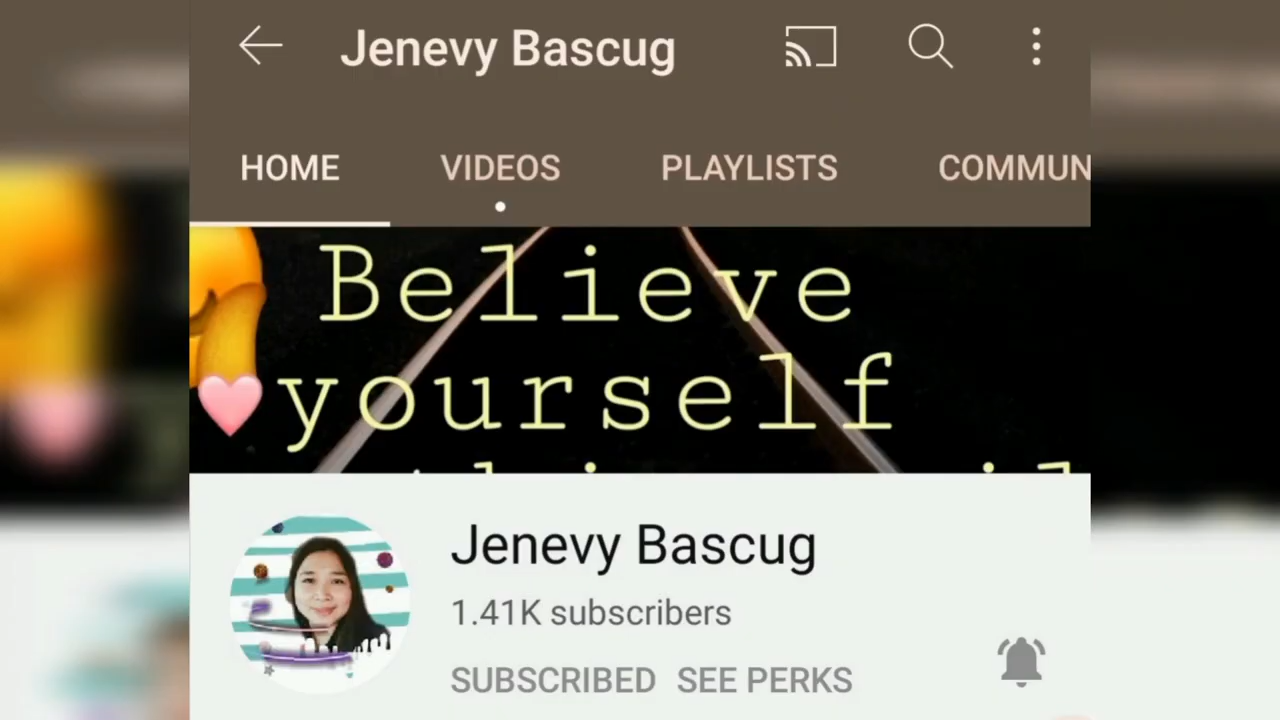 Jenevy Bascug
HOME VIDEOS PLAYLISTS COMMUN
Believe
yourself
Jenevy Bascug
1.41K subscribers
SUBSCRIBED SEE PERKS